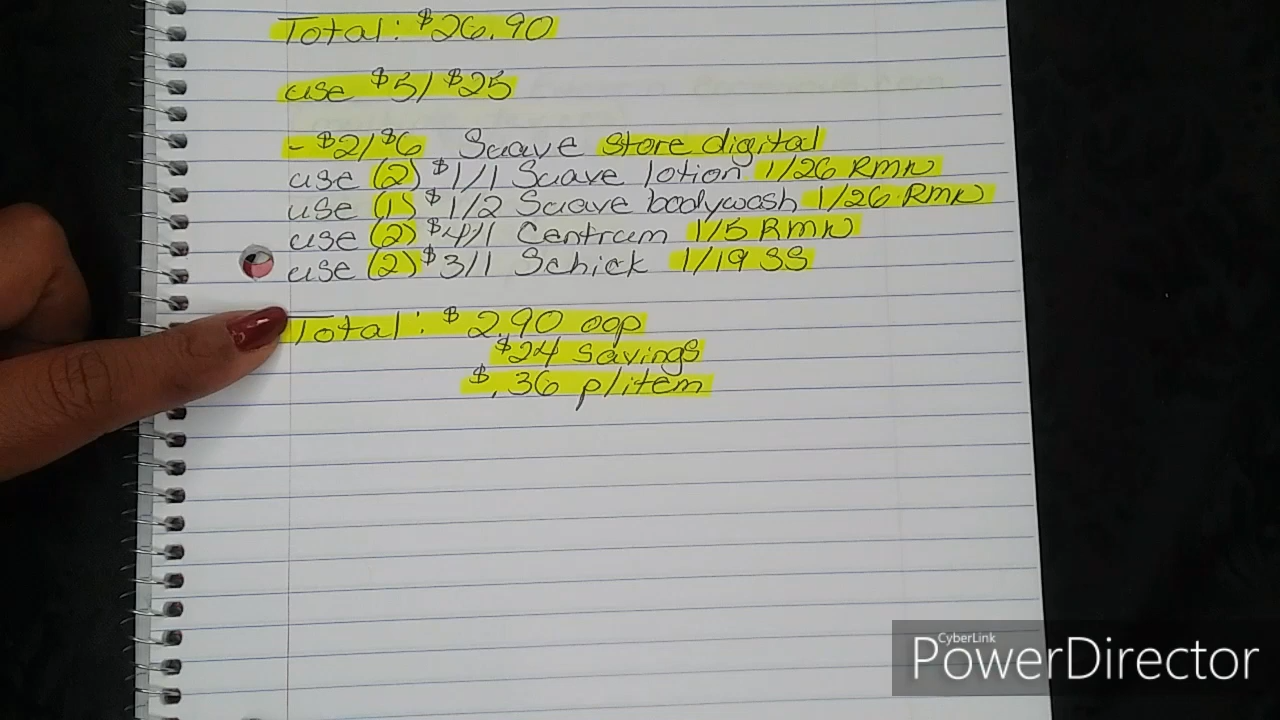 Total: $26.90
use $5/$25
-$2/$6 Suave store digital
use (2) $1/1 Suave lotion 1/26 RMN
use (1) $1/2 Suave bodywash 1/26 RMN
use (2) $4/1 Centrum 1/5 RMN
use (2) $3/1 Schick 1/19 SS
Total: $2.90 oop
$24 savings
$.36 p/item
CyberLink
PowerDirector